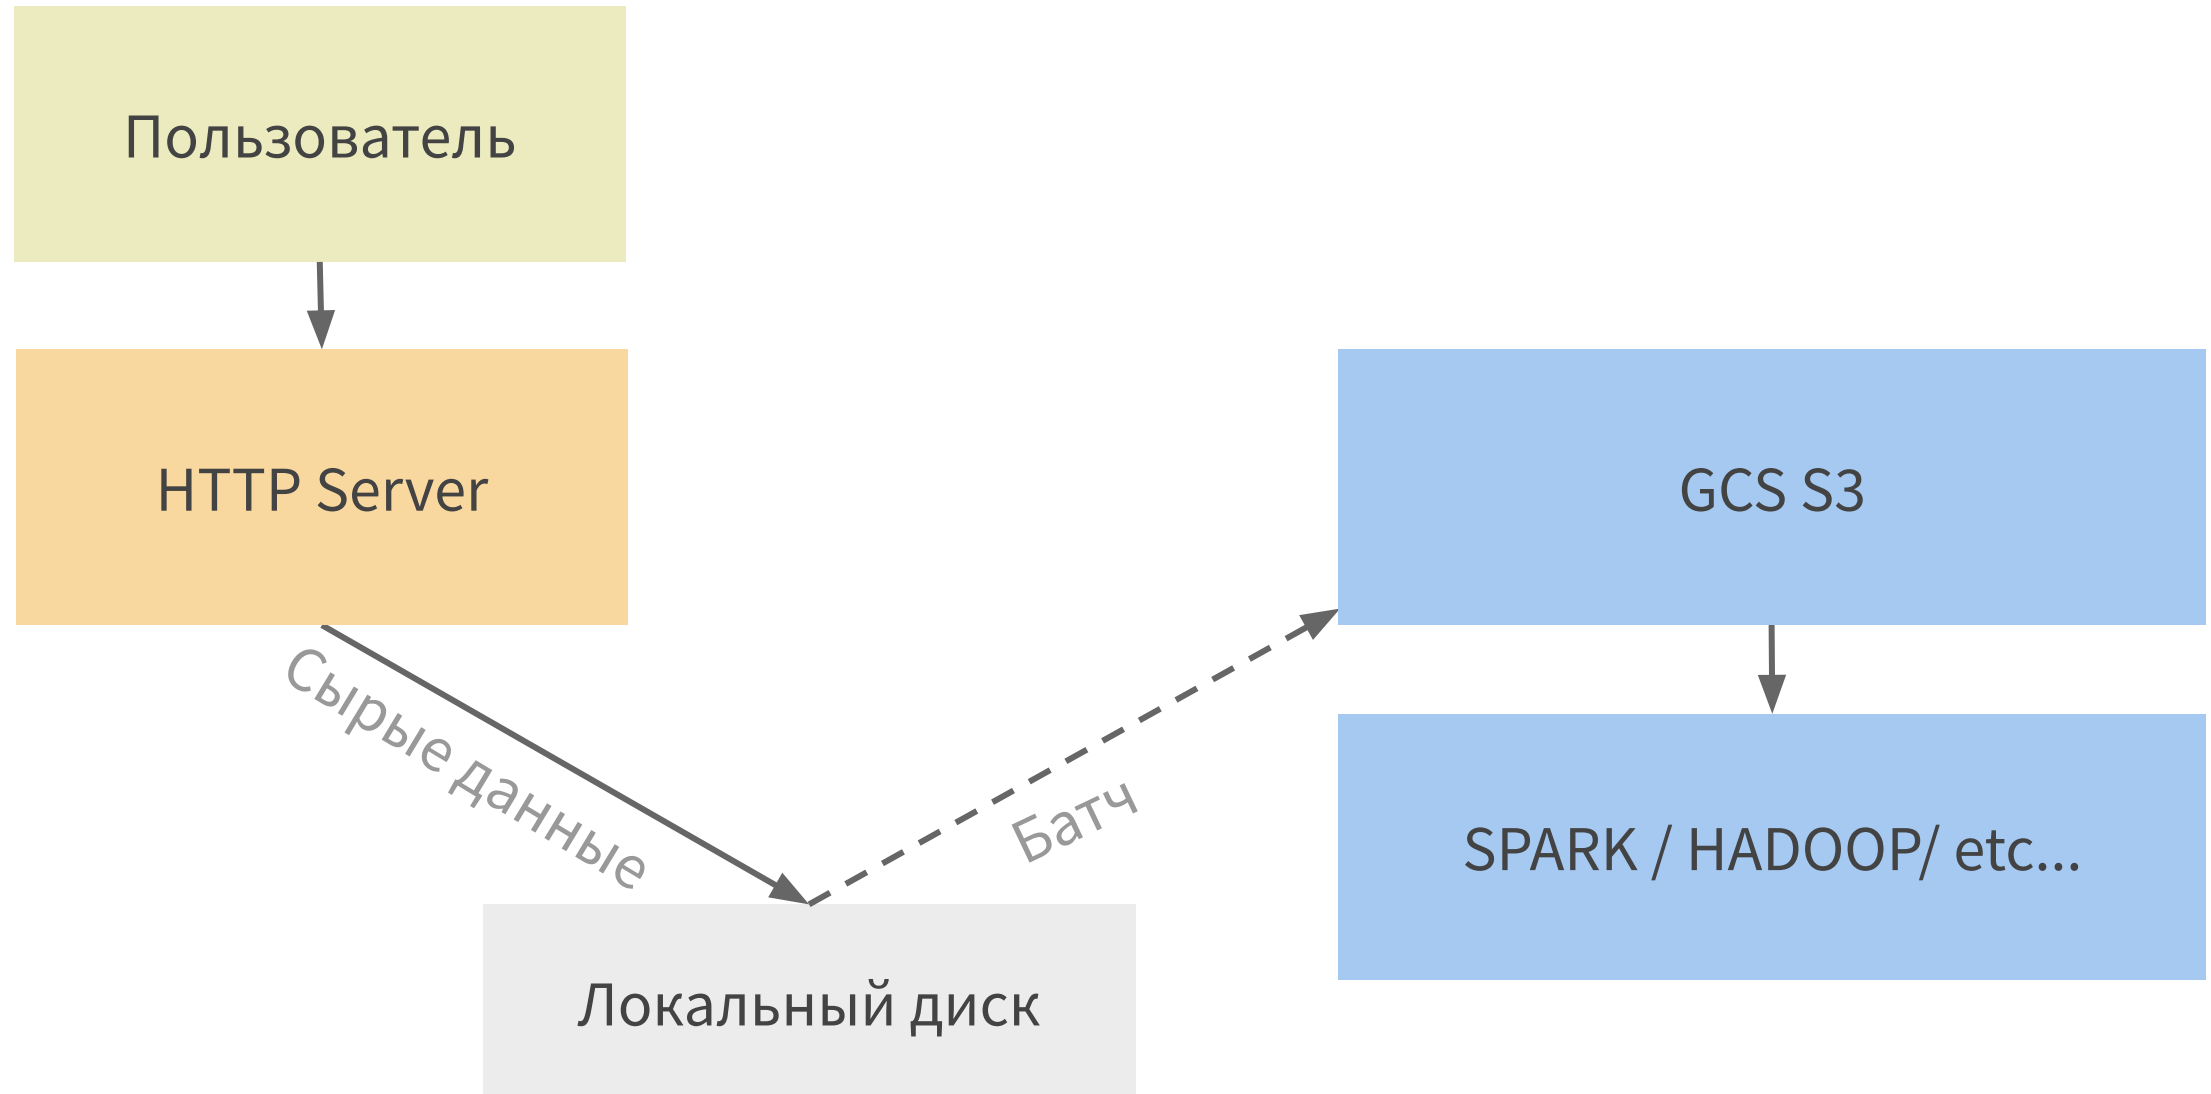 Пользователь
HTTP Server
GCS S3
Сырые данные
Батч
SPARK / HADOOP/ etc...
Локальный диск